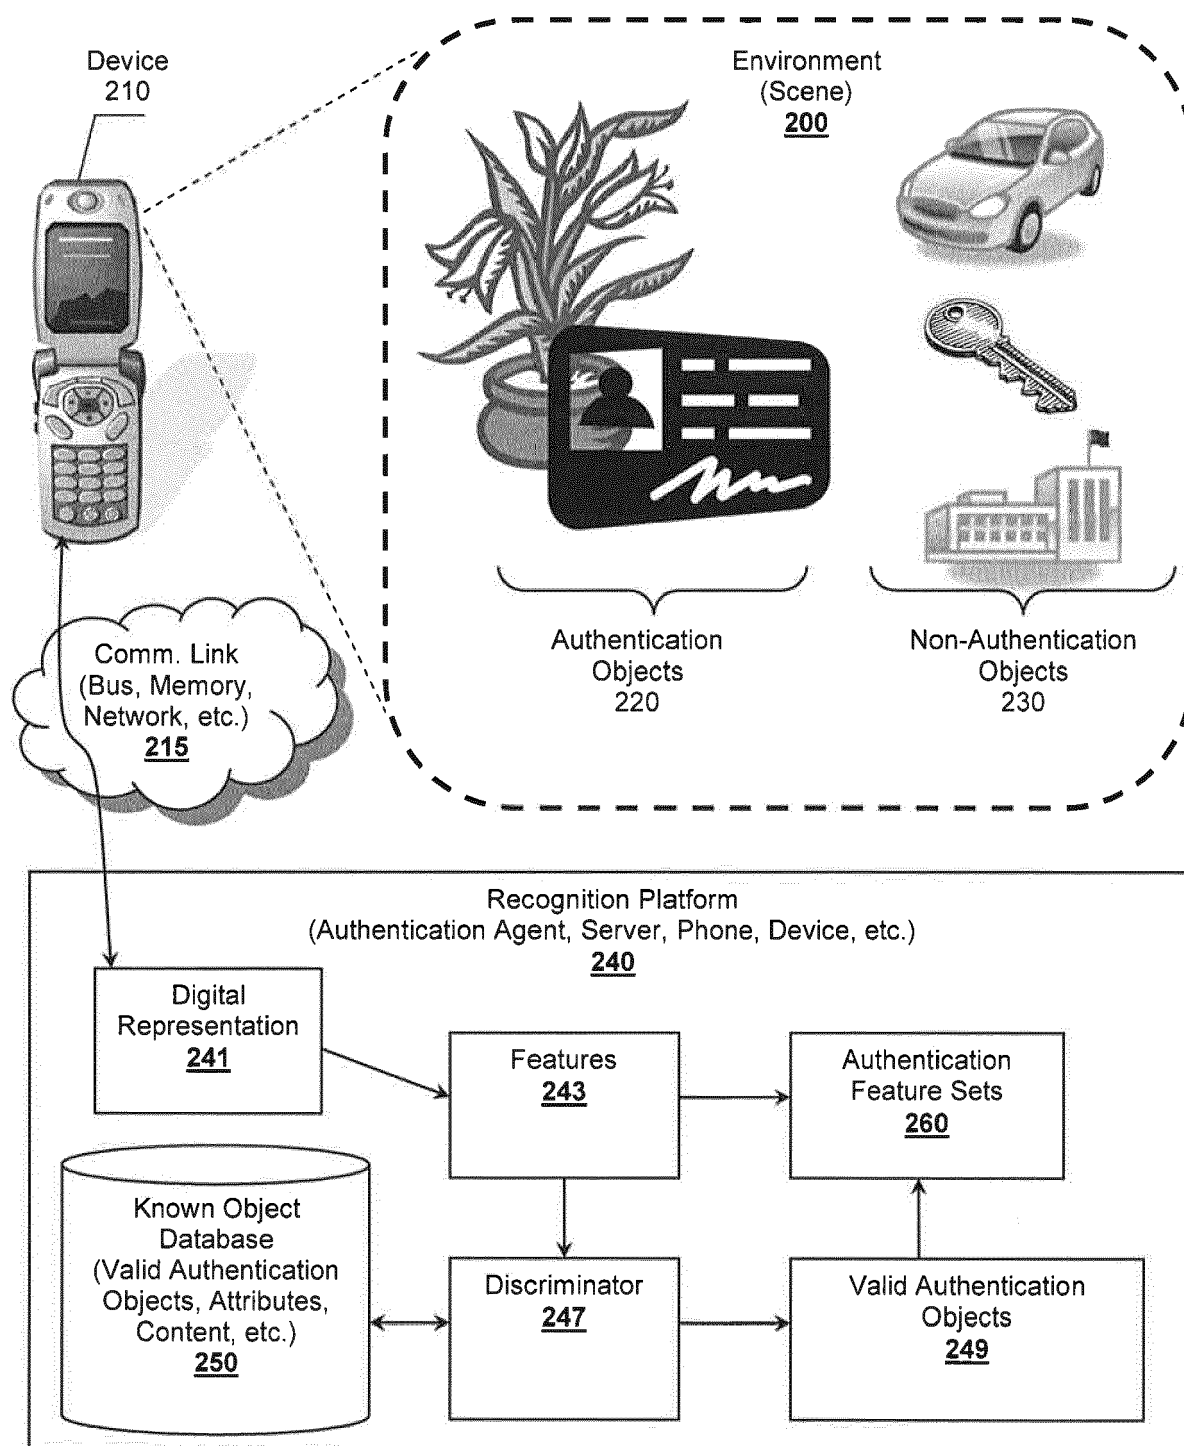 Device
210
Environment
(Scene)
200
Authentication
Objects
220
Non-Authentication
Objects
230
Comm. Link
(Bus, Memory,
Network, etc.)
215
Recognition Platform
(Authentication Agent, Server, Phone, Device, etc.)
240
Digital
Representation
241
Features
243
Authentication
Feature Sets
260
Known Object
Database
(Valid Authentication
Objects, Attributes,
Content, etc.)
250
Discriminator
247
Valid Authentication
Objects
249